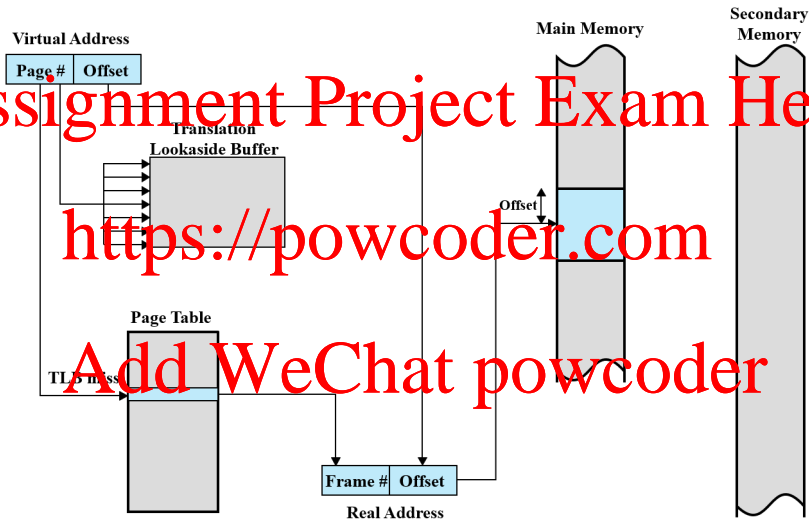 Secondary
Memory
Main Memory
Virtual Address
Page #
Offset
ssignment Project Exam He
Translation
Lookaside Buffer
Offset
https://powcoder.com
Page Table
TLB miss
Add WeChat powcoder
Frame #
Offset
Real Address